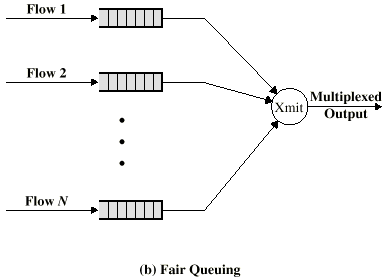 Flow 1
Flow 2
Xmit
Multiplexed
Output
Flow N
(b) Fair Queuing